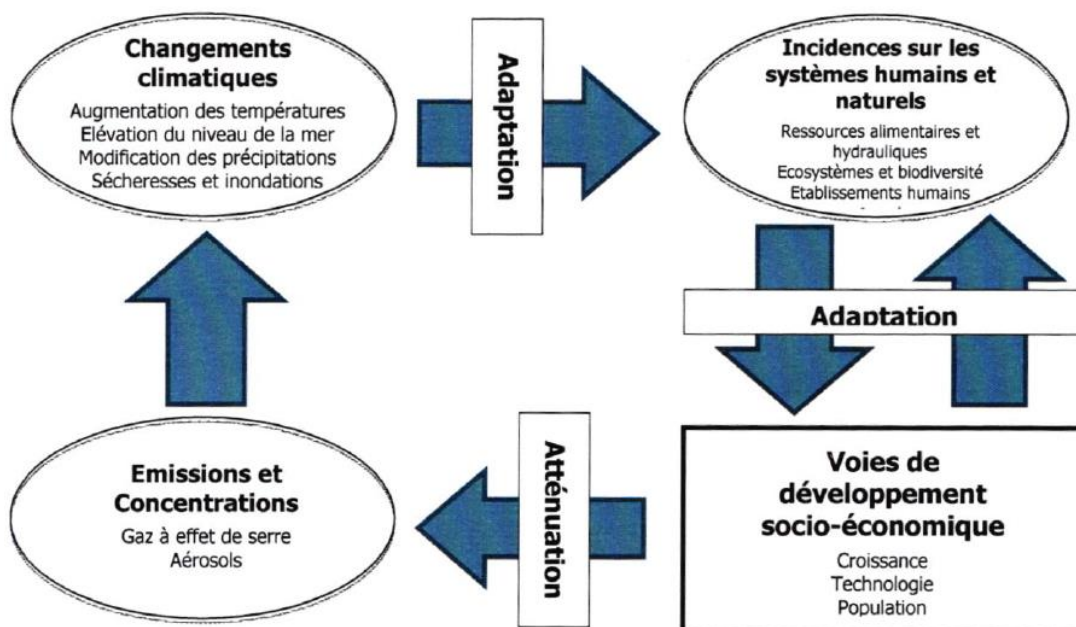 Changements
climatiques
Augmentation des températures
Elévation du niveau de la mer
Modification des précipitations
Sécheresses et inondations
Adaptation
Incidences sur les
systèmes humains et
naturels
Ressources alimentaires et
hydrauliques
Ecosystèmes et biodiversité
Etablissements humains
Adaptation
Voies de
développement
socio-économique
Croissance
Technologie
Population
Atténuation
Emissions et
Concentrations
Gaz à effet de serre
Aérosols